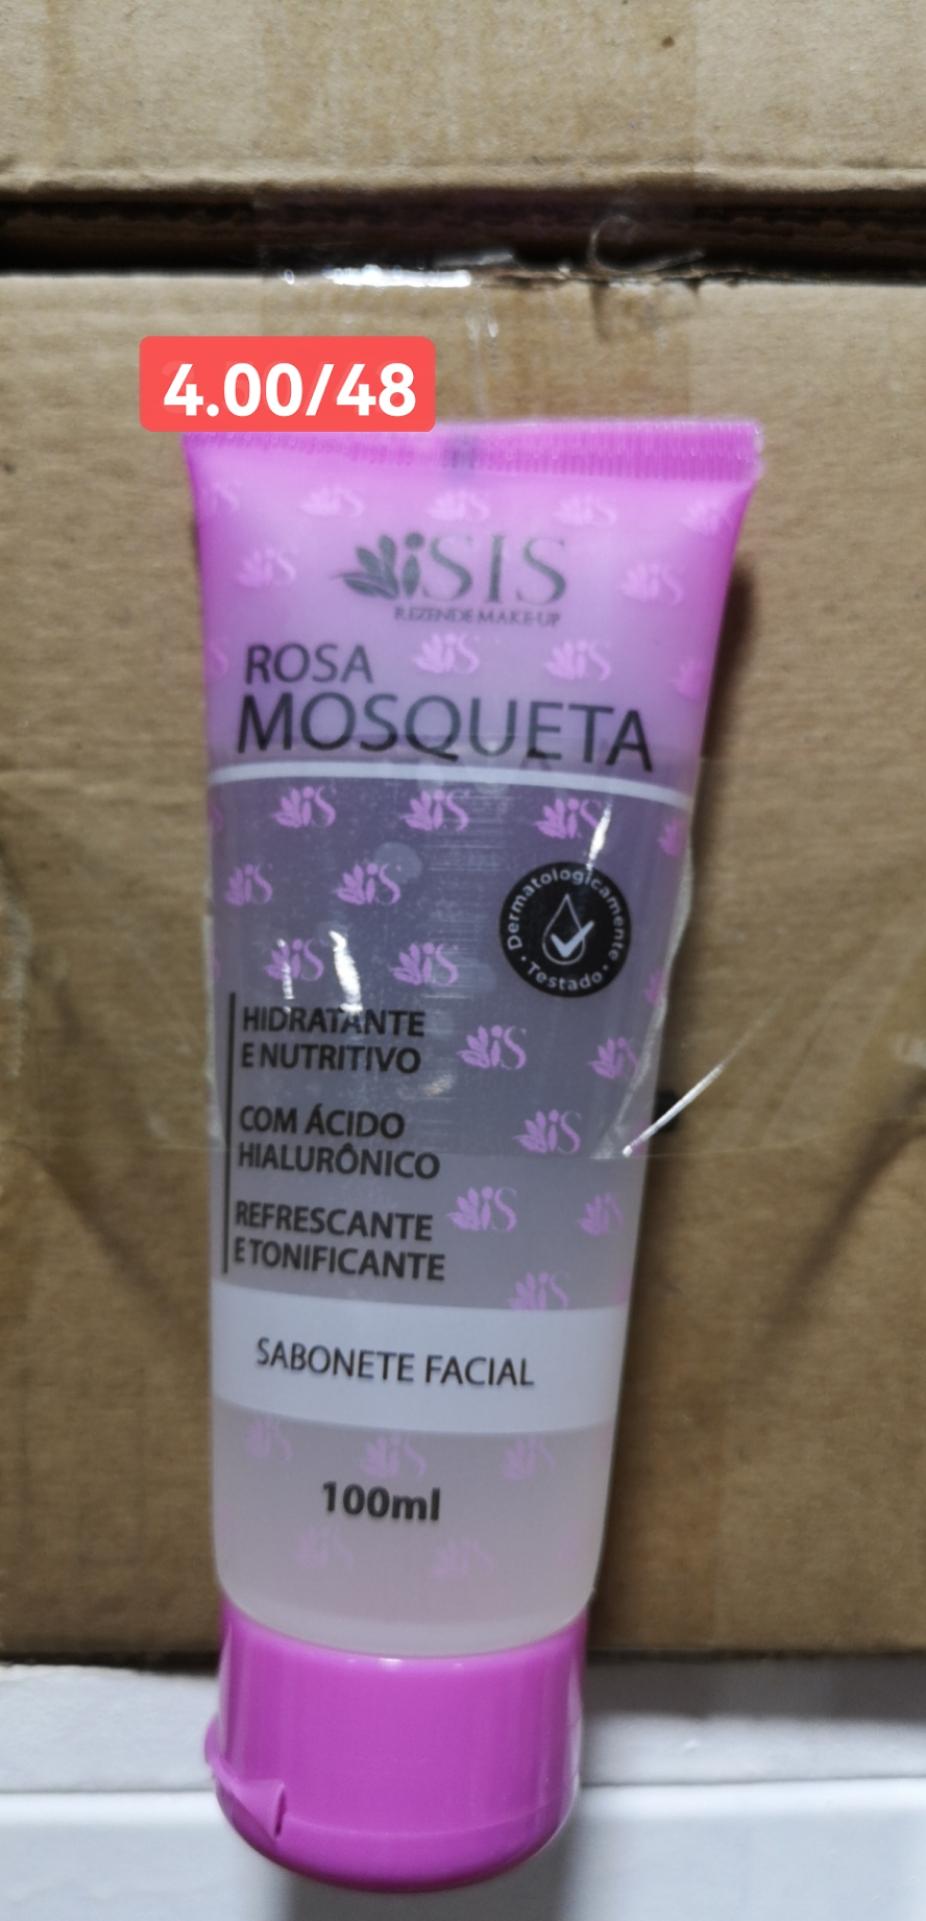 4.00/48
iSIS
REZENDE MAKE-UP
ROSA
MOSQUETA
Dermatologicamente
• Testado •
HIDRATANTE
E NUTRITIVO
COM ÁCIDO
HIALURÔNICO
REFRESCANTE
E TONIFICANTE
SABONETE FACIAL
100ml